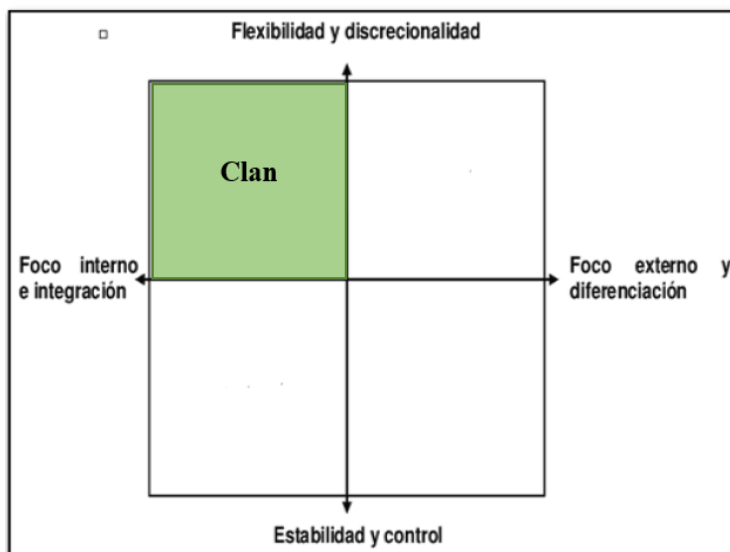 Flexibilidad y discrecionalidad
Clan
Foco interno
e integración
Foco externo y
diferenciación
Estabilidad y control